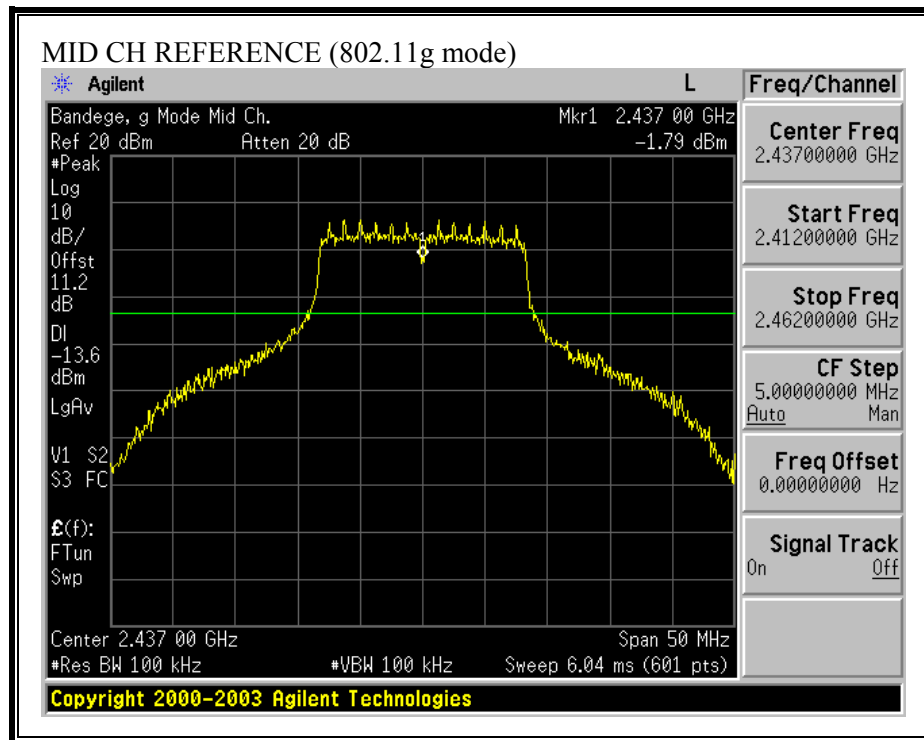 MID CH REFERENCE (802.11g mode)
Agilent L Freq/Channel
Bandege, g Mode Mid Ch. Mkr1 2.437 00 GHz
Ref 20 dBm Atten 20 dB -1.79 dBm
#Peak
Log
10
dB/
Offst
11.2
dB
DI
-13.6
dBm
LgAv
V1 S2
S3 FC
£(f):
FTun
Swp
1
Center 2.437 00 GHz Span 50 MHz
#Res BW 100 kHz #VBW 100 kHz Sweep 6.04 ms (601 pts)
Copyright 2000-2003 Agilent Technologies
Center Freq
2.43700000 GHz
Start Freq
2.41200000 GHz
Stop Freq
2.46200000 GHz
CF Step
5.00000000 MHz
Auto Man
Freq Offset
0.00000000 Hz
Signal Track
On Off